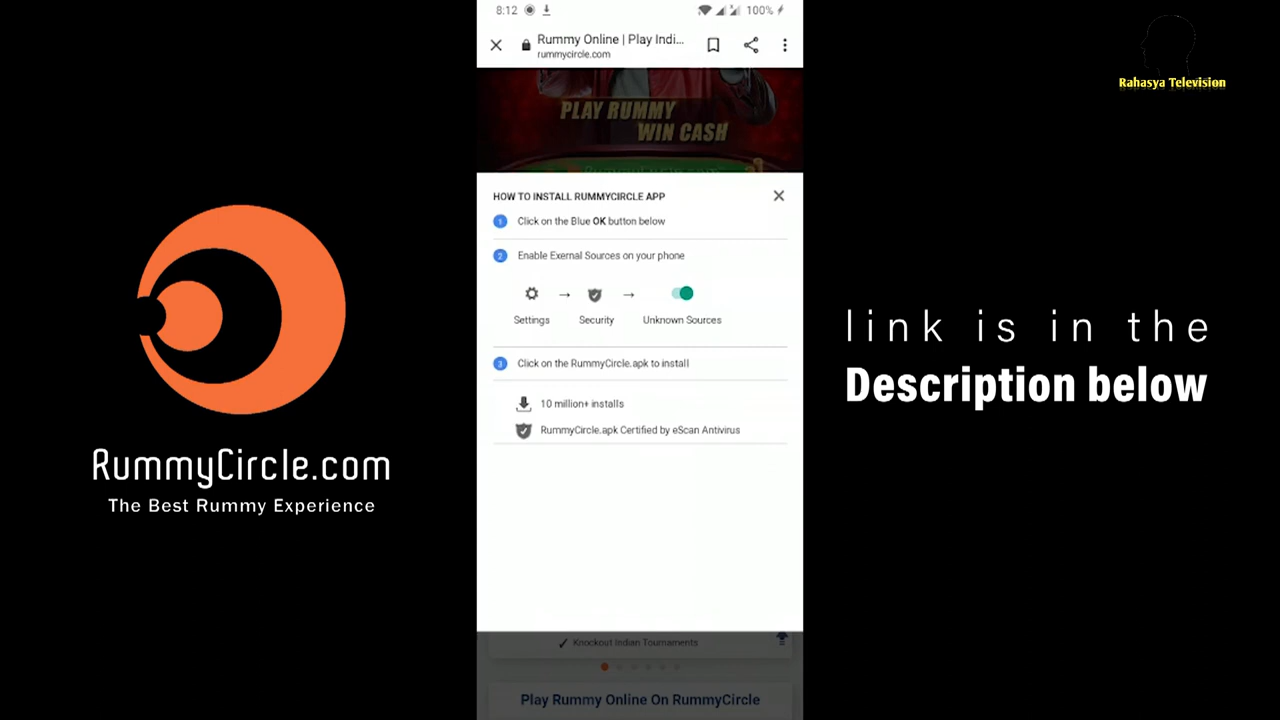 Rahasya Television
8:12
100%
Rummy Online | Play Indi...
rummycircle.com
PLAY RUMMY
WIN CASH
HOW TO INSTALL RUMMYCIRCLE APP
1 Click on the Blue OK button below
2 Enable Exernal Sources on your phone
Settings → Security → Unknown Sources
3 Click on the RummyCircle.apk to install
10 million+ installs
RummyCircle.apk Certified by eScan Antivirus
Knockout Indian Tournaments
Play Rummy Online On RummyCircle
RummyCircle.com
The Best Rummy Experience
link is in the
Description below